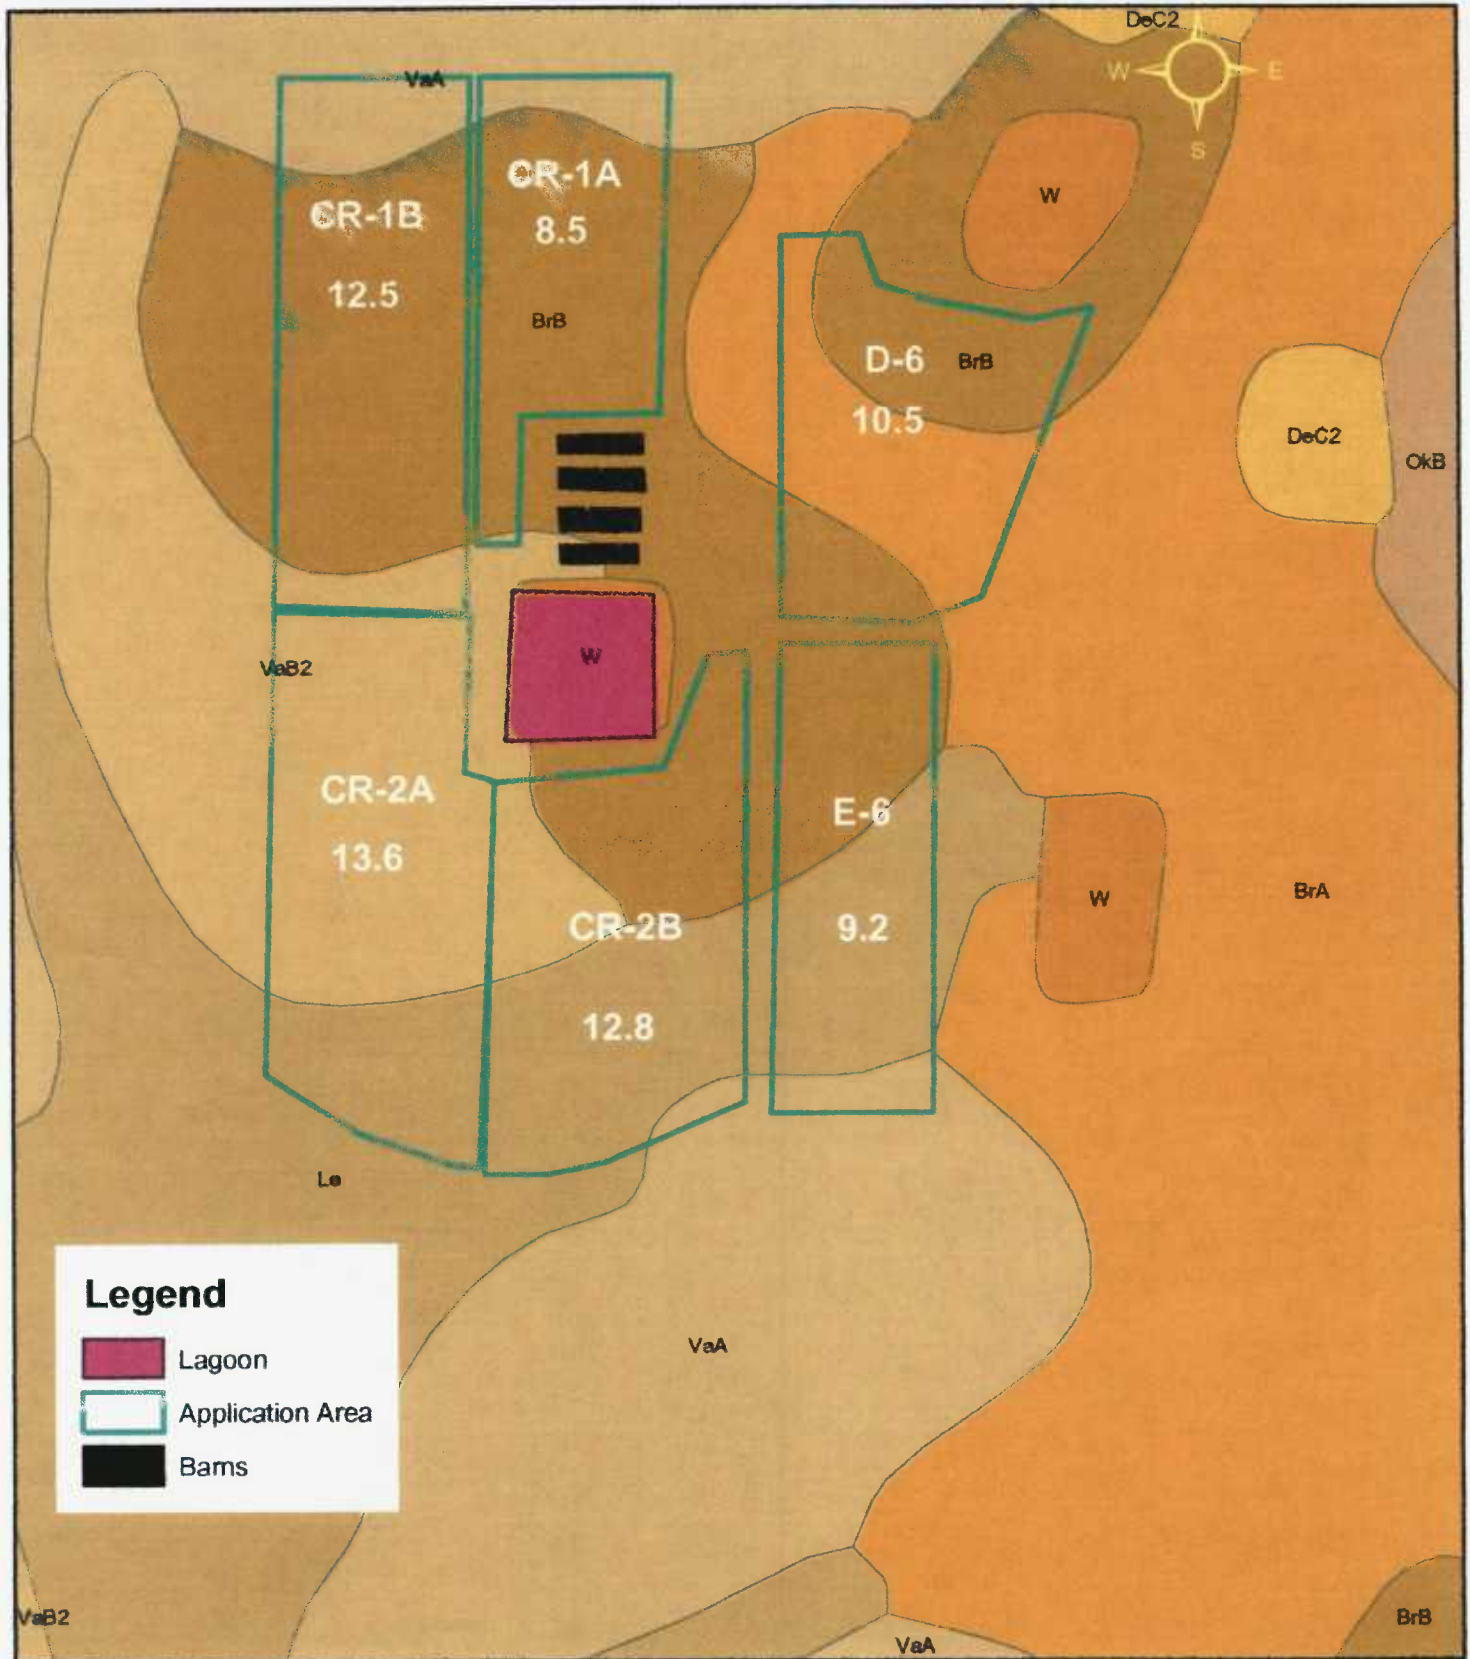 DeC2
W E
S
VaA
CR-1A
8.5
CR-1B
12.5
W
BrB
D-6
BrB
10.5
DeC2
OkB
W
VaB2
CR-2A
13.6
E-6
W
BrA
CR-2B
9.2
12.8
Le
Legend
Lagoon
Application Area
Barns
VaA
VaB2
BrB
VaA